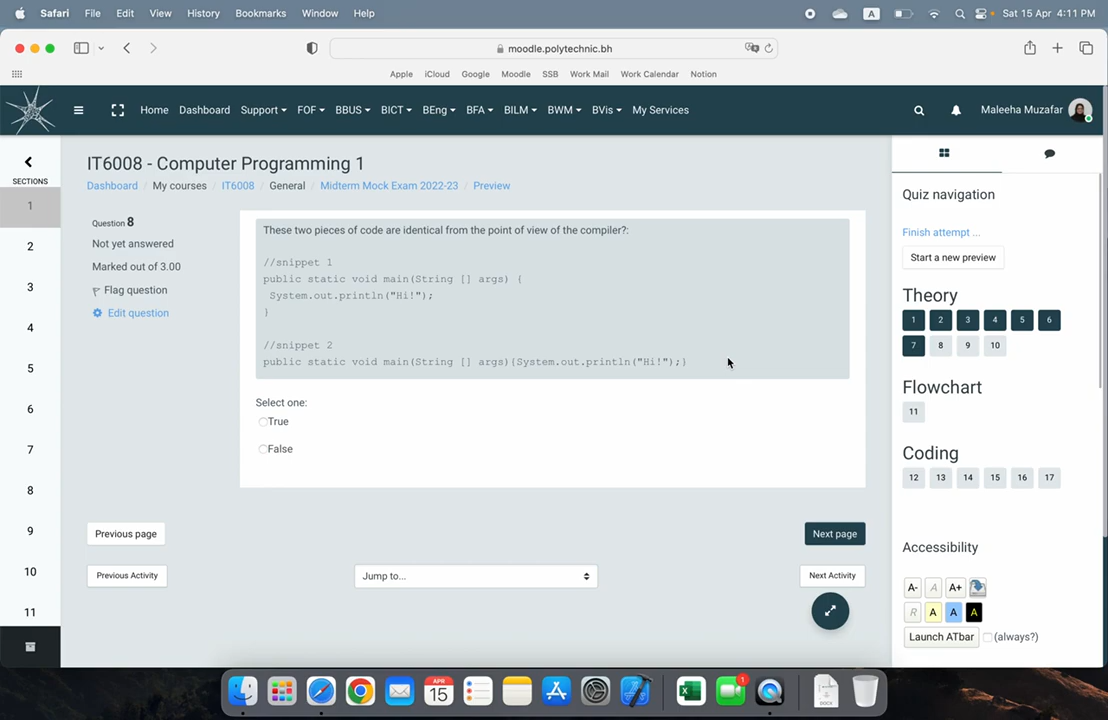 Safari File Edit View History Bookmarks Window Help A Sat 15 Apr 4:11 PM
moodle.polytechnic.bh
Apple iCloud Google Moodle SSB Work Mail Work Calendar Notion
Home Dashboard Support FOF BBUS BICT BEng BFA BILM BWM BVis My Services Maleeha Muzafar
SECTIONS
1
2
3
4
5
6
7
8
9
10
11
IT6008 - Computer Programming 1
Dashboard / My courses / IT6008 / General / Midterm Mock Exam 2022-23 / Preview
Question 8
Not yet answered
Marked out of 3.00
Flag question
Edit question
These two pieces of code are identical from the point of view of the compiler?:
//snippet 1
public static void main(String [] args) {
System.out.println("Hi!");
}
//snippet 2
public static void main(String [] args){System.out.println("Hi!");}
Select one:
True
False
Previous page
Next page
Previous Activity
Jump to...
Next Activity
Quiz navigation
Finish attempt ...
Start a new preview
Theory
1 2 3 4 5 6
7 8 9 10
Flowchart
11
Coding
12 13 14 15 16 17
Accessibility
A- A A+
R A A A
Launch ATbar (always?)
APR
15
1
DOCX